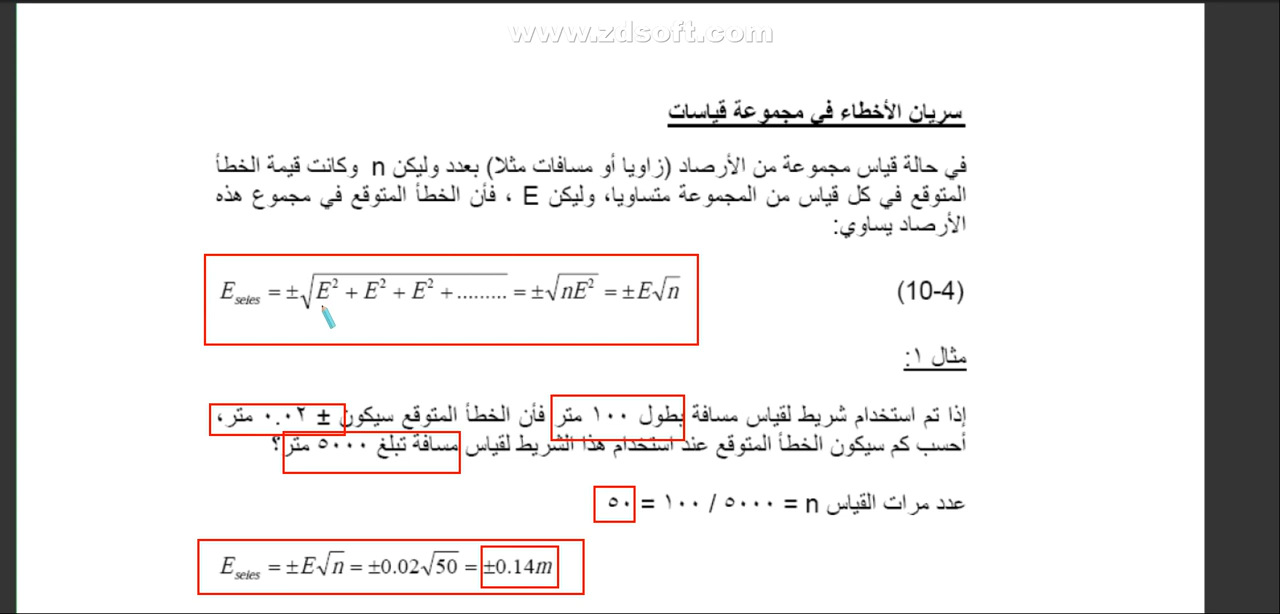 www.zdsoft.com
سريان الأخطاء في مجموعة قياسات
في حالة قياس مجموعة من الأرصاد (زاويا أو مسافات مثلا) بعدد وليكن n وكانت قيمة الخطأ
المتوقع في كل قياس من المجموعة متساويا، وليكن E ، فأن الخطأ المتوقع في مجموع هذه
الأرصاد يساوي:
E_seies = ±√(E² + E² + E² + .........) = ±√(nE²) = ±E√n (10-4)
مثال ١:
إذا تم استخدام شريط لقياس مسافة بطول ١٠٠ متر فأن الخطأ المتوقع سيكون ± ٠.٠٢ متر،
أحسب كم سيكون الخطأ المتوقع عند استخدام هذا الشريط لقياس مسافة تبلغ ٥٠٠٠ متر؟
عدد مرات القياس n = ٥٠٠٠ / ١٠٠ = ٥٠
E_seies = ±E√n = ±0.02√50 = ±0.14m